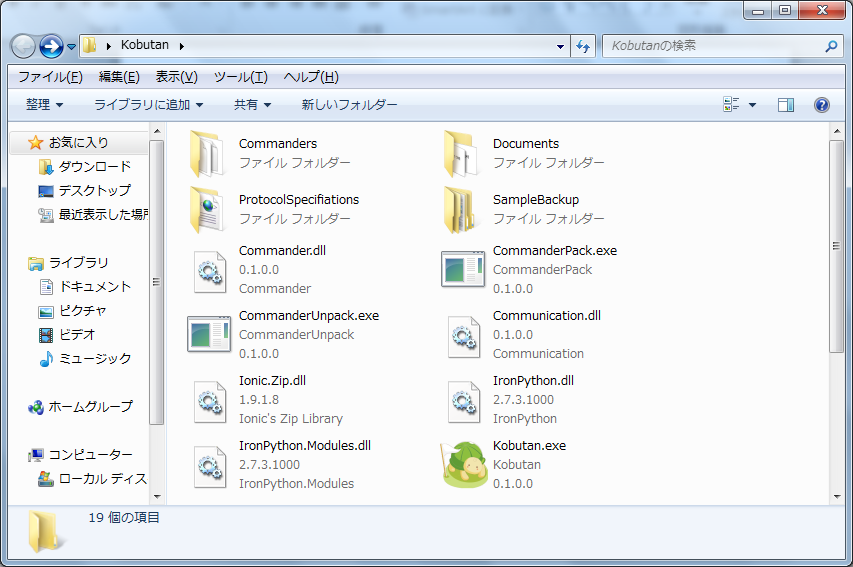 Kobutan
Kobutanの検索
ファイル(F) 編集(E) 表示(V) ツール(T) ヘルプ(H)
整理 ライブラリに追加 共有 新しいフォルダー
お気に入り
ダウンロード
デスクトップ
最近表示した場所
ライブラリ
ドキュメント
ピクチャ
ビデオ
ミュージック
ホームグループ
コンピューター
ローカル ディス
Commanders
ファイル フォルダー
Documents
ファイル フォルダー
ProtocolSpecifiations
ファイル フォルダー
SampleBackup
ファイル フォルダー
Commander.dll
0.1.0.0
Commander
CommanderPack.exe
CommanderPack
0.1.0.0
CommanderUnpack.exe
CommanderUnpack
0.1.0.0
Communication.dll
0.1.0.0
Communication
Ionic.Zip.dll
1.9.1.8
Ionic's Zip Library
IronPython.dll
2.7.3.1000
IronPython
IronPython.Modules.dll
2.7.3.1000
IronPython.Modules
Kobutan.exe
Kobutan
0.1.0.0
19 個の項目